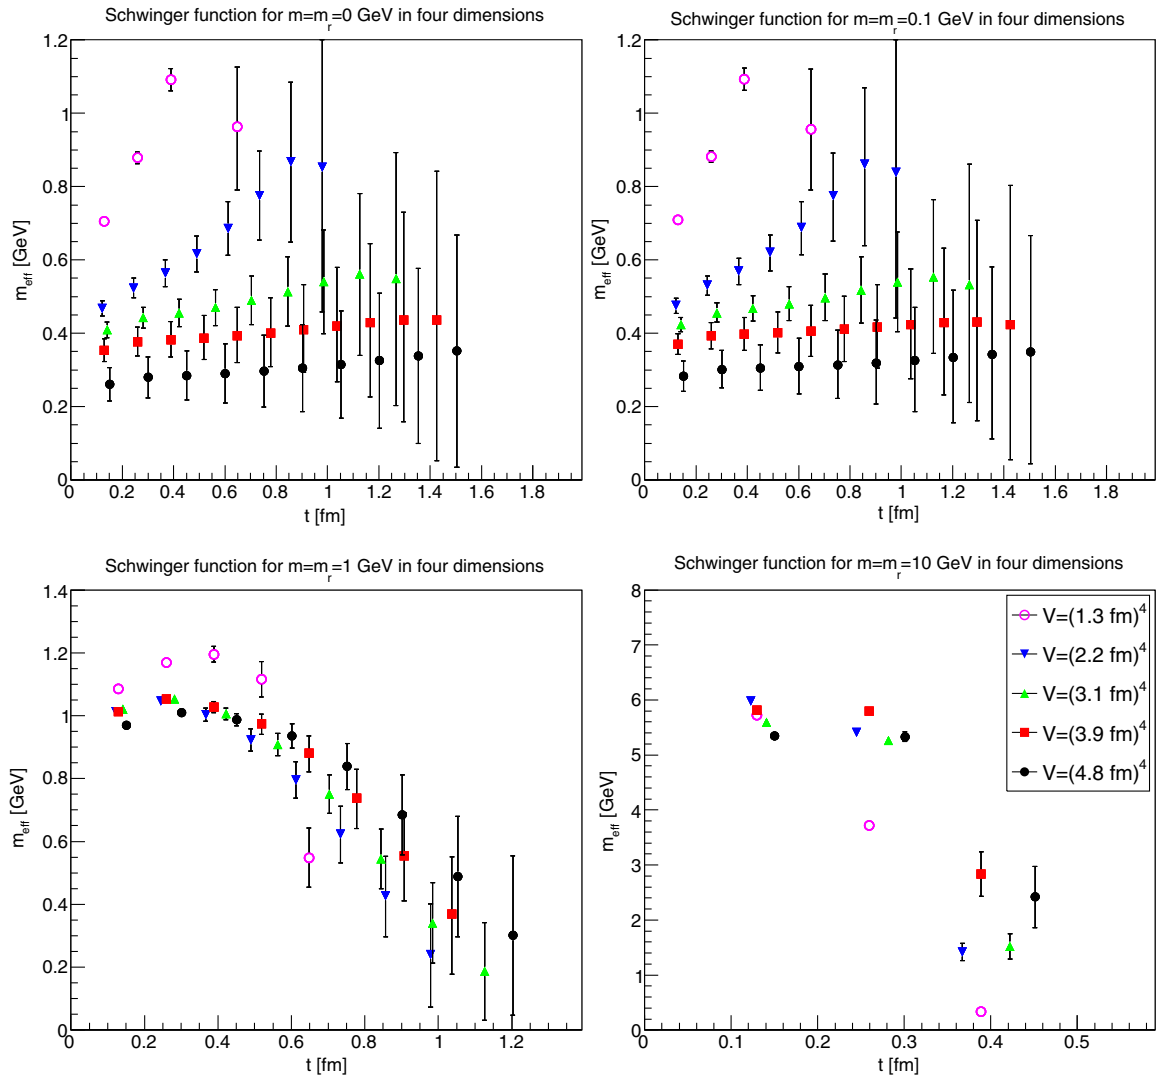 Schwinger function for m=m_r=0 GeV in four dimensions
m_eff [GeV]
1.2
1
0.8
0.6
0.4
0.2
0
0 0.2 0.4 0.6 0.8 1 1.2 1.4 1.6 1.8
t [fm]
Schwinger function for m=m_r=0.1 GeV in four dimensions
m_eff [GeV]
1.2
1
0.8
0.6
0.4
0.2
0
0 0.2 0.4 0.6 0.8 1 1.2 1.4 1.6 1.8
t [fm]
Schwinger function for m=m_r=1 GeV in four dimensions
m_eff [GeV]
1.4
1.2
1
0.8
0.6
0.4
0.2
0
0 0.2 0.4 0.6 0.8 1 1.2
t [fm]
Schwinger function for m=m_r=10 GeV in four dimensions
m_eff [GeV]
8
7
6
5
4
3
2
1
0
0 0.1 0.2 0.3 0.4 0.5
t [fm]
V=(1.3 fm)^4
V=(2.2 fm)^4
V=(3.1 fm)^4
V=(3.9 fm)^4
V=(4.8 fm)^4